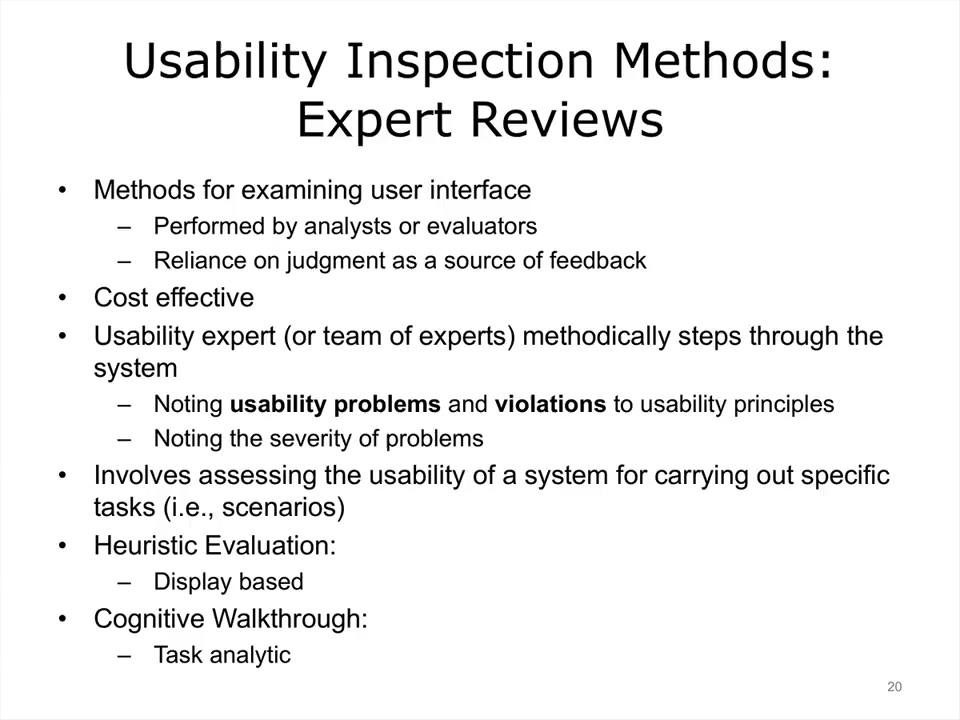 Usability Inspection Methods:
Expert Reviews
• Methods for examining user interface
– Performed by analysts or evaluators
– Reliance on judgment as a source of feedback
• Cost effective
• Usability expert (or team of experts) methodically steps through the
system
– Noting usability problems and violations to usability principles
– Noting the severity of problems
• Involves assessing the usability of a system for carrying out specific
tasks (i.e., scenarios)
• Heuristic Evaluation:
– Display based
• Cognitive Walkthrough:
– Task analytic
20